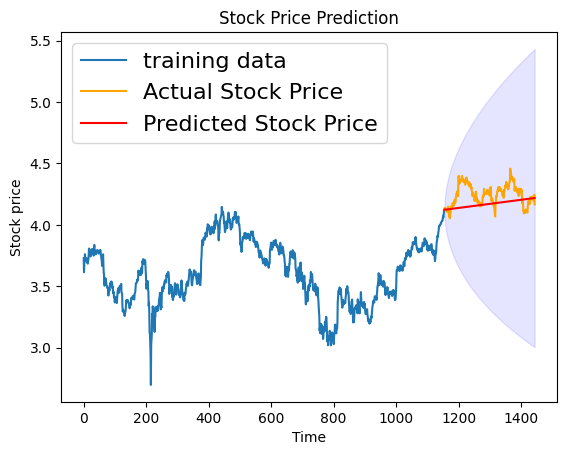 Stock Price Prediction
training data
Actual Stock Price
Predicted Stock Price
Stock price
5.5
5.0
4.5
4.0
3.5
3.0
0 200 400 600 800 1000 1200 1400
Time